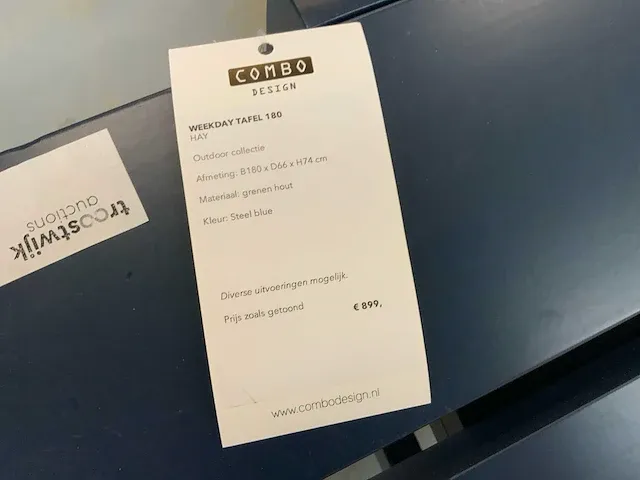 COMBO
DESIGN
WEEKDAY TAFEL 180
HAY
Outdoor collectie
Afmeting: B180 x D66 x H74 cm
Materiaal: grenen hout
Kleur: Steel blue
Diverse uitvoeringen mogelijk.
Prijs zoals getoond € 899,
www.combodesign.nl
troostwijk
auctions